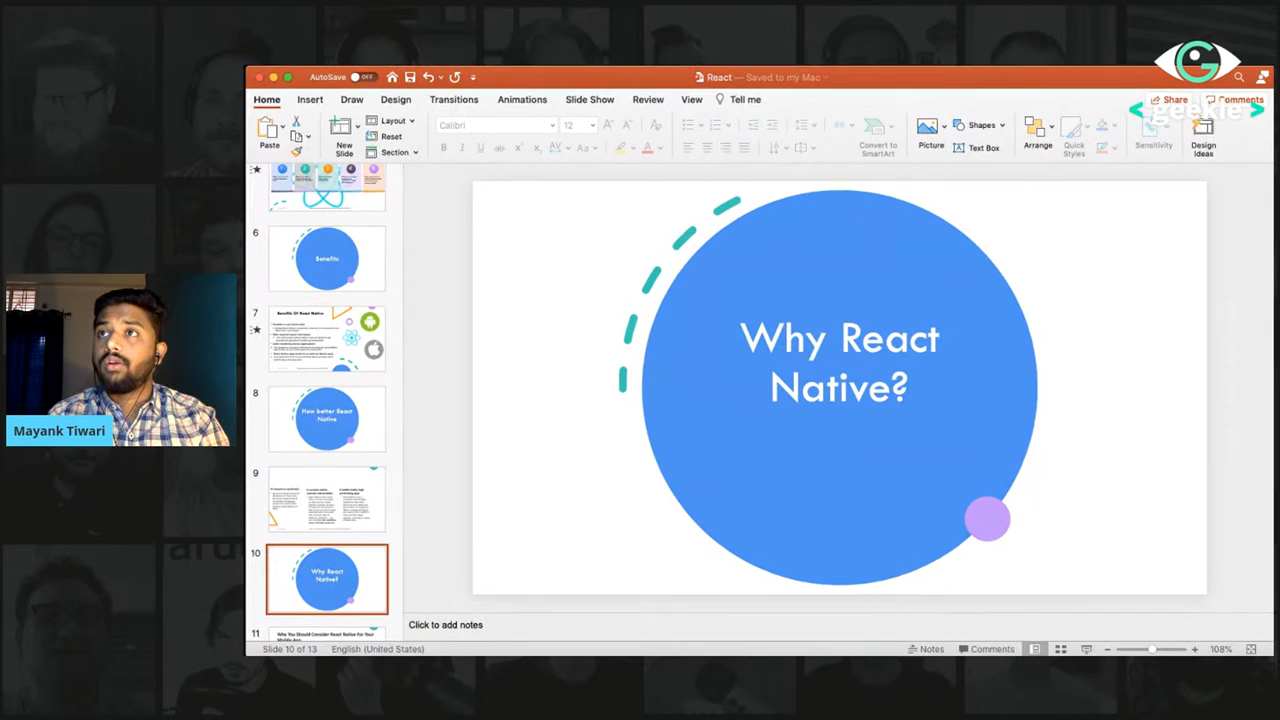 AutoSave OFF
React — Saved to my Mac
Home Insert Draw Design Transitions Animations Slide Show Review View Tell me
Share Comments
geekle
Paste
New
Slide
Layout
Reset
Section
Calibri 12
Convert to
SmartArt
Picture
Shapes
Text Box
Arrange
Quick
Styles
Sensitivity
Design
Ideas
6
Benefits
7
Benefits Of React Native
8
How better React
Native
9
10
Why React
Native?
11
Why You Should Consider React Native For Your
Mobile App
Why React
Native?
Mayank Tiwari
Click to add notes
Slide 10 of 13 English (United States) Notes Comments 108%